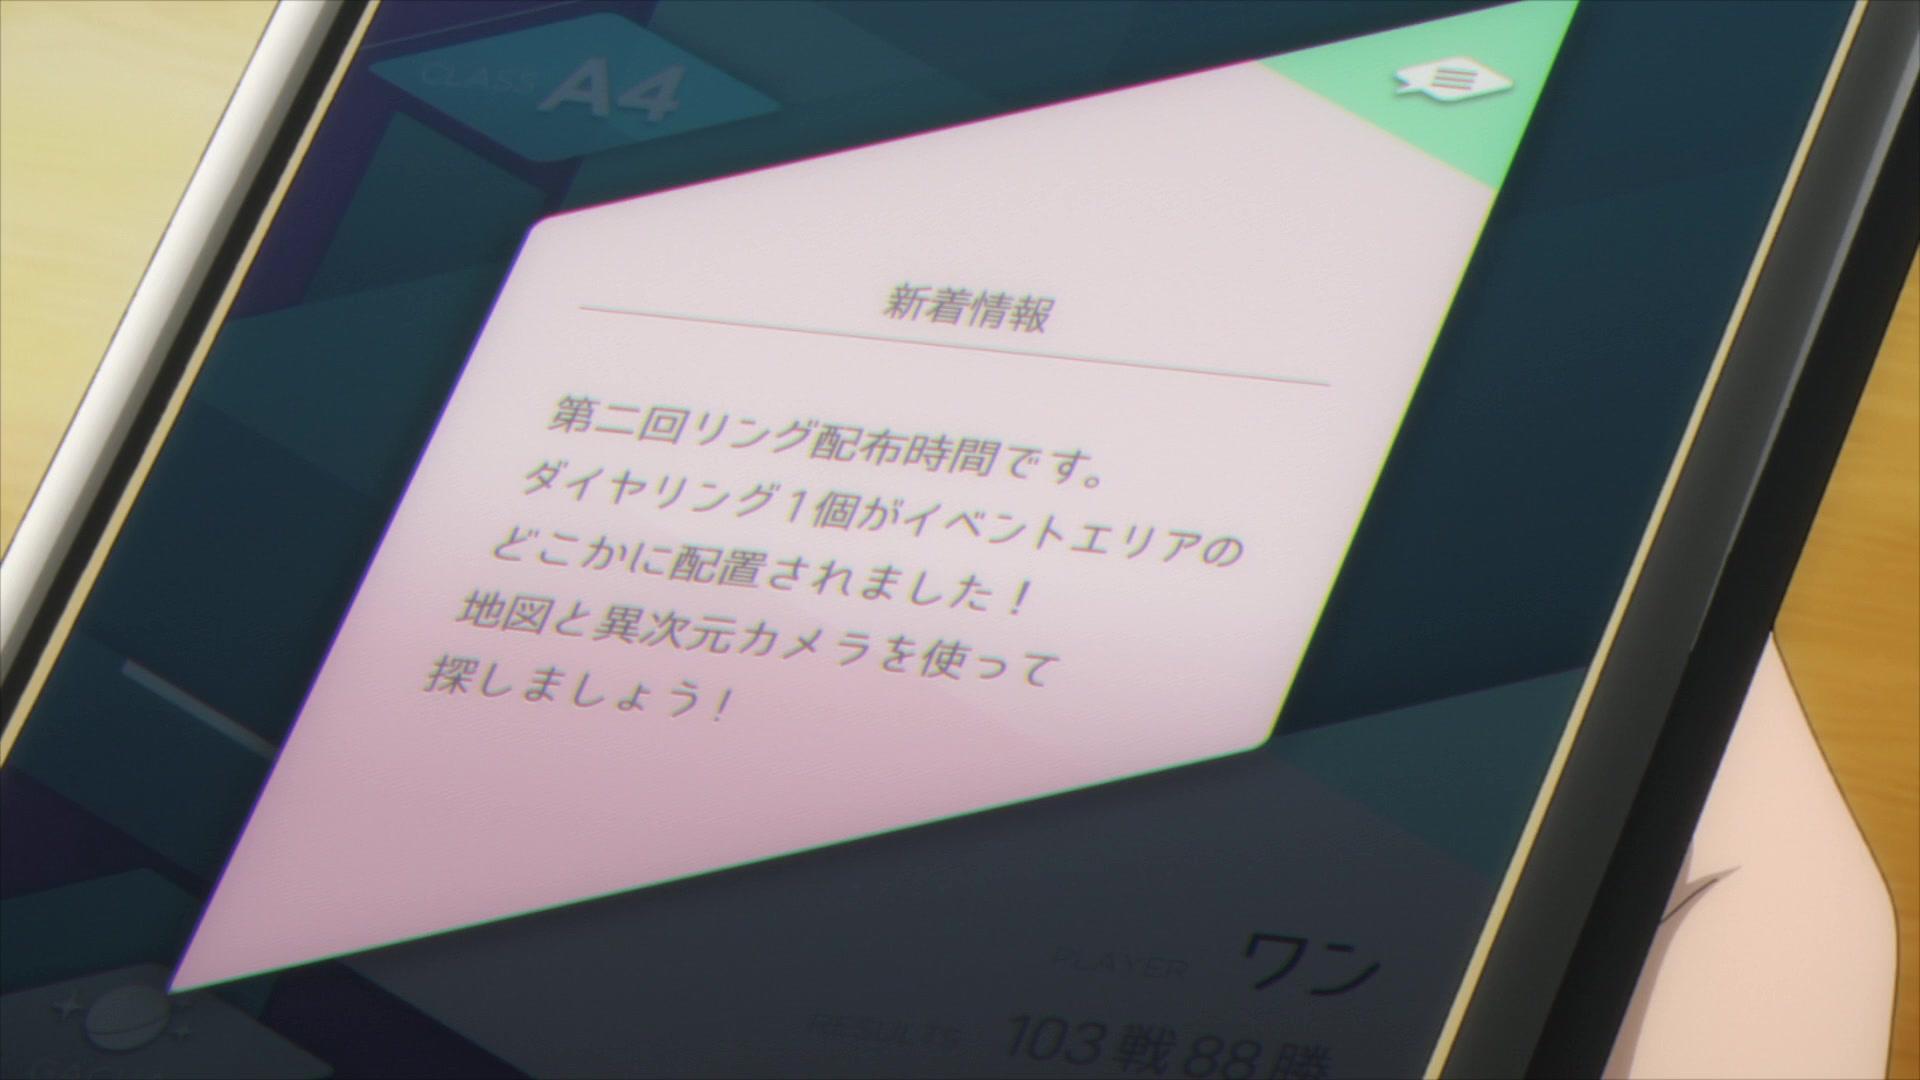 CLASS A4
新着情報
第二回リング配布時間です。
ダイヤリング1個がイベントエリアの
どこかに配置されました！
地図と異次元カメラを使って
探しましょう！
PLAYER ワン
RESULTS 103戦88勝
GACHA